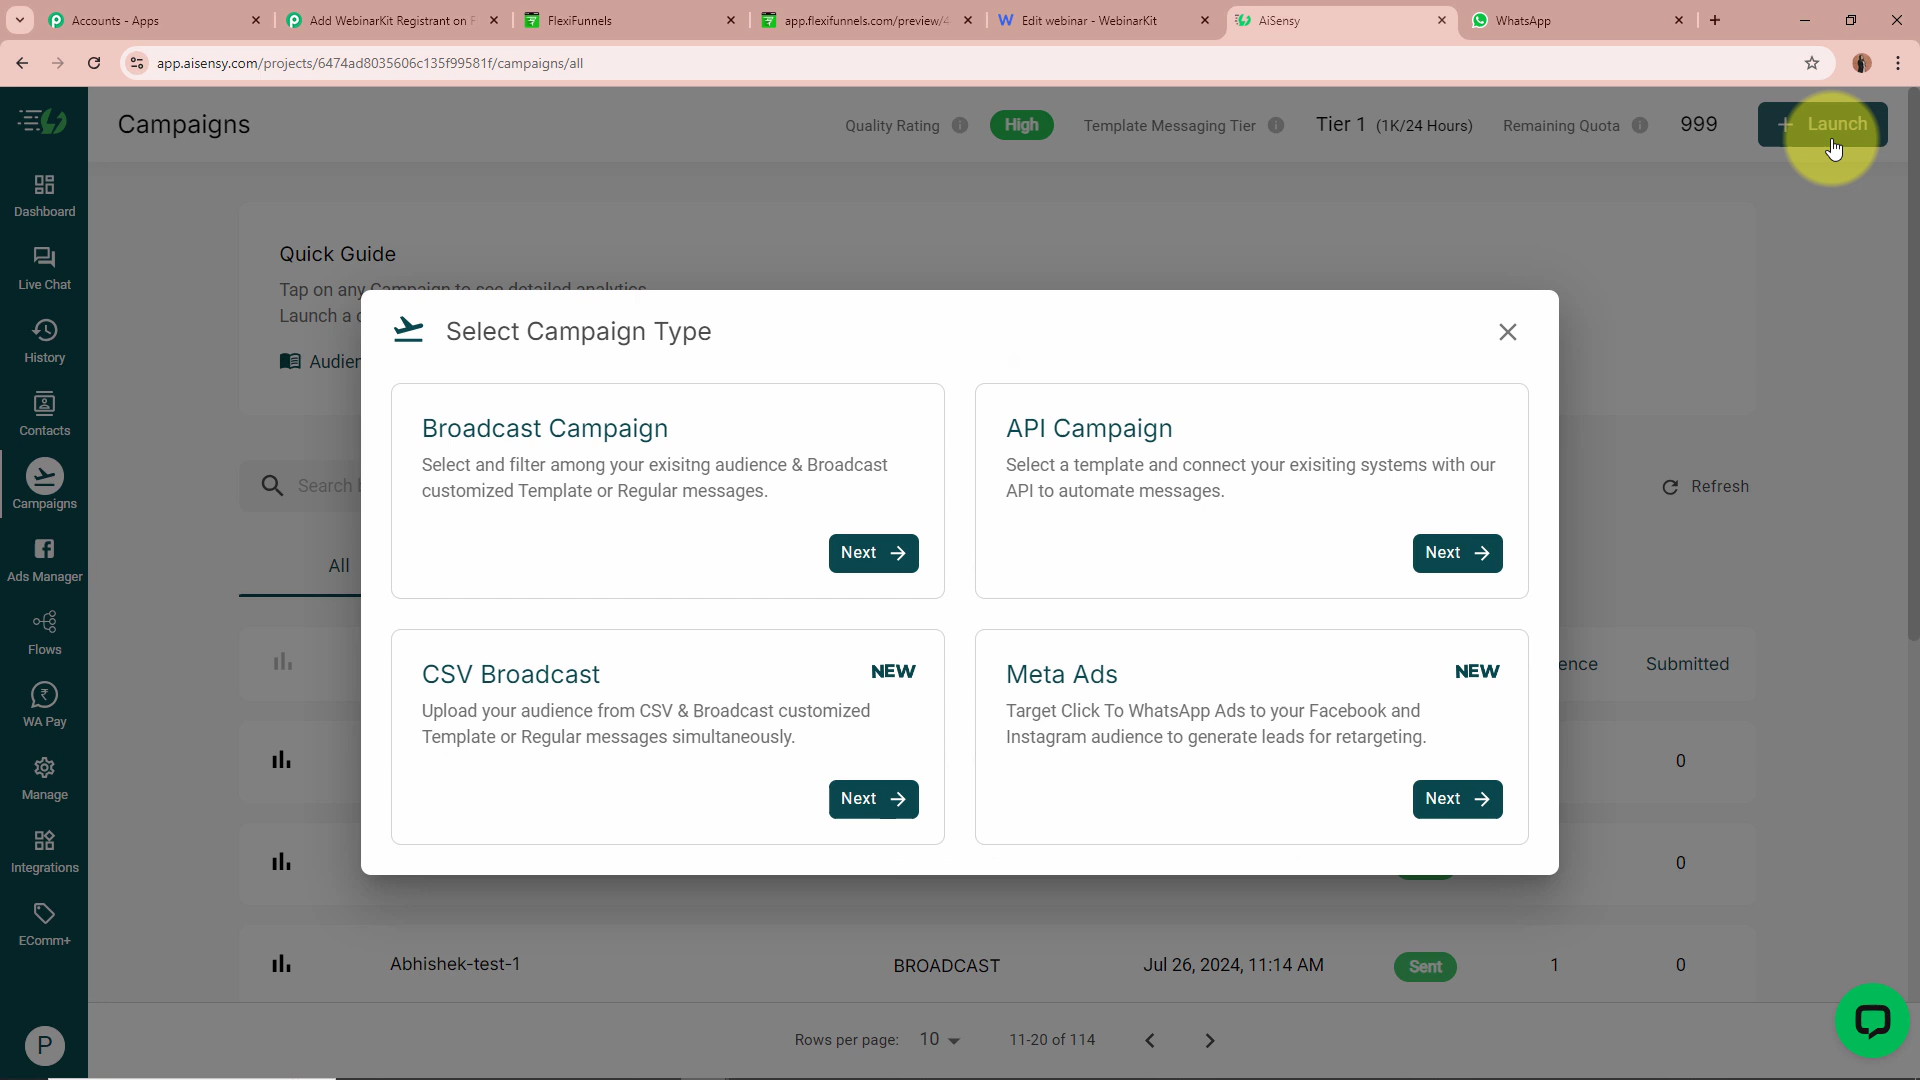 Accounts - Apps
Add WebinarKit Registrant on F
FlexiFunnels
app.flexifunnels.com/preview/4
Edit webinar - WebinarKit
AiSensy
WhatsApp
app.aisensy.com/projects/6474ad8035606c135f99581f/campaigns/all
Campaigns
Quality Rating
High
Template Messaging Tier
Tier 1 (1K/24 Hours)
Remaining Quota
999
+ Launch
Dashboard
Live Chat
History
Contacts
Campaigns
Ads Manager
Flows
WA Pay
Manage
Integrations
EComm+
P
Quick Guide
Tap on any Campaign to see detailed analytics
Launch a
Audien
Select Campaign Type
Broadcast Campaign
Select and filter among your exisitng audience & Broadcast
customized Template or Regular messages.
Next
API Campaign
Select a template and connect your exisiting systems with our
API to automate messages.
Next
CSV Broadcast
NEW
Upload your audience from CSV & Broadcast customized
Template or Regular messages simultaneously.
Next
Meta Ads
NEW
Target Click To WhatsApp Ads to your Facebook and
Instagram audience to generate leads for retargeting.
Next
Search
Refresh
All
ence
Submitted
0
0
Abhishek-test-1
BROADCAST
Jul 26, 2024, 11:14 AM
Sent
1
0
Rows per page:
10
11-20 of 114